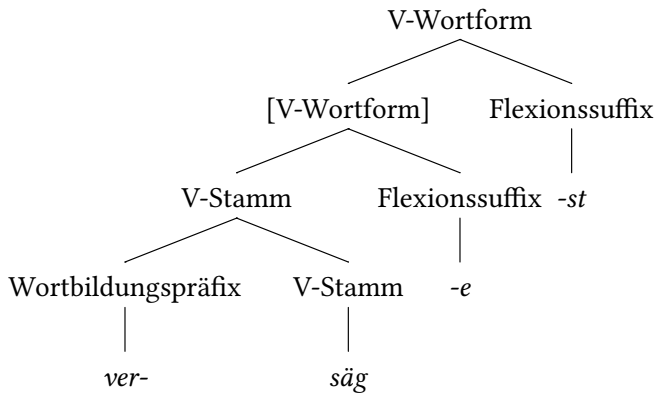 V-Wortform
[V-Wortform] Flexionssuffix
V-Stamm Flexionssuffix -st
Wortbildungspräfix V-Stamm -e
ver- säg